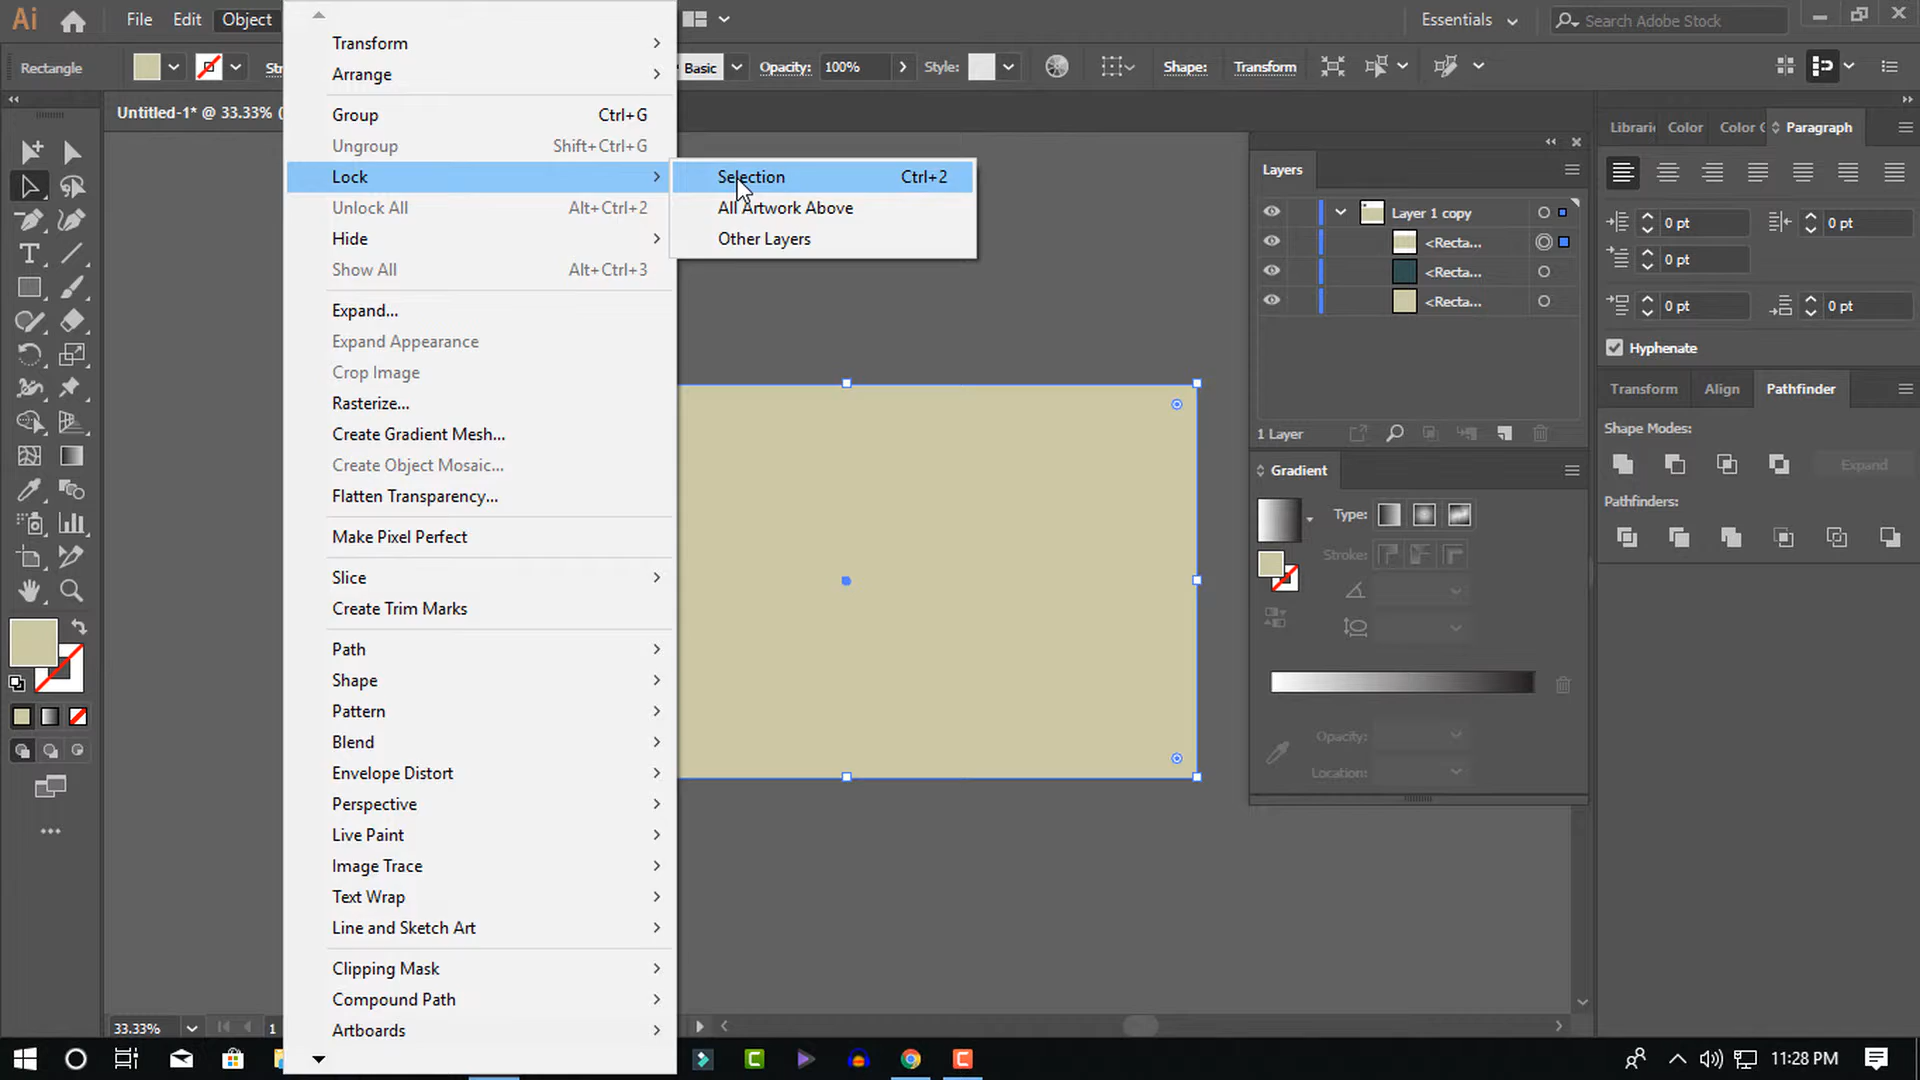 Ai File Edit Object
Essentials Search Adobe Stock
Rectangle Str Basic Opacity: 100% Style: Shape: Transform
Untitled-1* @ 33.33% (
Transform
Arrange
Group Ctrl+G
Ungroup Shift+Ctrl+G
Lock
Unlock All Alt+Ctrl+2
Hide
Show All Alt+Ctrl+3
Expand...
Expand Appearance
Crop Image
Rasterize...
Create Gradient Mesh...
Create Object Mosaic...
Flatten Transparency...
Make Pixel Perfect
Slice
Create Trim Marks
Path
Shape
Pattern
Blend
Envelope Distort
Perspective
Live Paint
Image Trace
Text Wrap
Line and Sketch Art
Clipping Mask
Compound Path
Artboards
Selection Ctrl+2
All Artwork Above
Other Layers
Layers
Layer 1 copy
<Recta...
<Recta...
<Recta...
1 Layer
Gradient
Type:
Stroke:
Opacity:
Location:
Librari Color Color G Paragraph
0 pt 0 pt
0 pt
0 pt 0 pt
Hyphenate
Transform Align Pathfinder
Shape Modes:
Expand
Pathfinders:
33.33% 1
11:28 PM